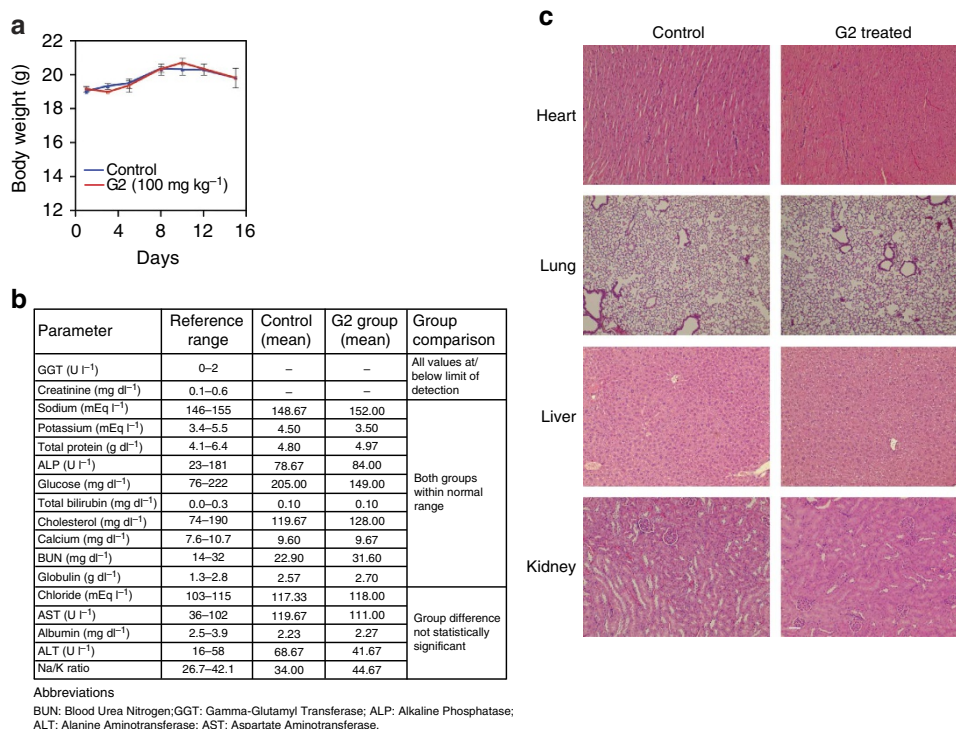 a
Body weight (g)
22
20
18
16
14
12
Control
G2 (100 mg kg⁻¹)
0 4 8 12 16
Days
b
Parameter Reference range Control (mean) G2 group (mean) Group comparison
GGT (U l⁻¹) 0–2 – – All values at/ below limit of detection
Creatinine (mg dl⁻¹) 0.1–0.6 – –
Sodium (mEq l⁻¹) 146–155 148.67 152.00 Both groups within normal range
Potassium (mEq l⁻¹) 3.4–5.5 4.50 3.50
Total protein (g dl⁻¹) 4.1–6.4 4.80 4.97
ALP (U l⁻¹) 23–181 78.67 84.00
Glucose (mg dl⁻¹) 76–222 205.00 149.00
Total bilirubin (mg dl⁻¹) 0.0–0.3 0.10 0.10
Cholesterol (mg dl⁻¹) 74–190 119.67 128.00
Calcium (mg dl⁻¹) 7.6–10.7 9.60 9.67
BUN (mg dl⁻¹) 14–32 22.90 31.60
Globulin (g dl⁻¹) 1.3–2.8 2.57 2.70
Chloride (mEq l⁻¹) 103–115 117.33 118.00 Group difference not statistically significant
AST (U l⁻¹) 36–102 119.67 111.00
Albumin (mg dl⁻¹) 2.5–3.9 2.23 2.27
ALT (U l⁻¹) 16–58 68.67 41.67
Na/K ratio 26.7–42.1 34.00 44.67
Abbreviations
BUN: Blood Urea Nitrogen;GGT: Gamma-Glutamyl Transferase; ALP: Alkaline Phosphatase;
ALT: Alanine Aminotransferase; AST: Aspartate Aminotransferase.
c
Control G2 treated
Heart
Lung
Liver
Kidney